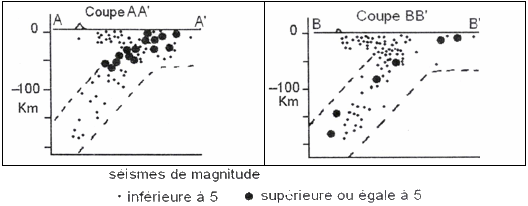 A Coupe AA' A'
0
–100
Km
B Coupe BB' B'
0
–100
Km
séismes de magnitude
• inférieure à 5 ● supérieure ou égale à 5